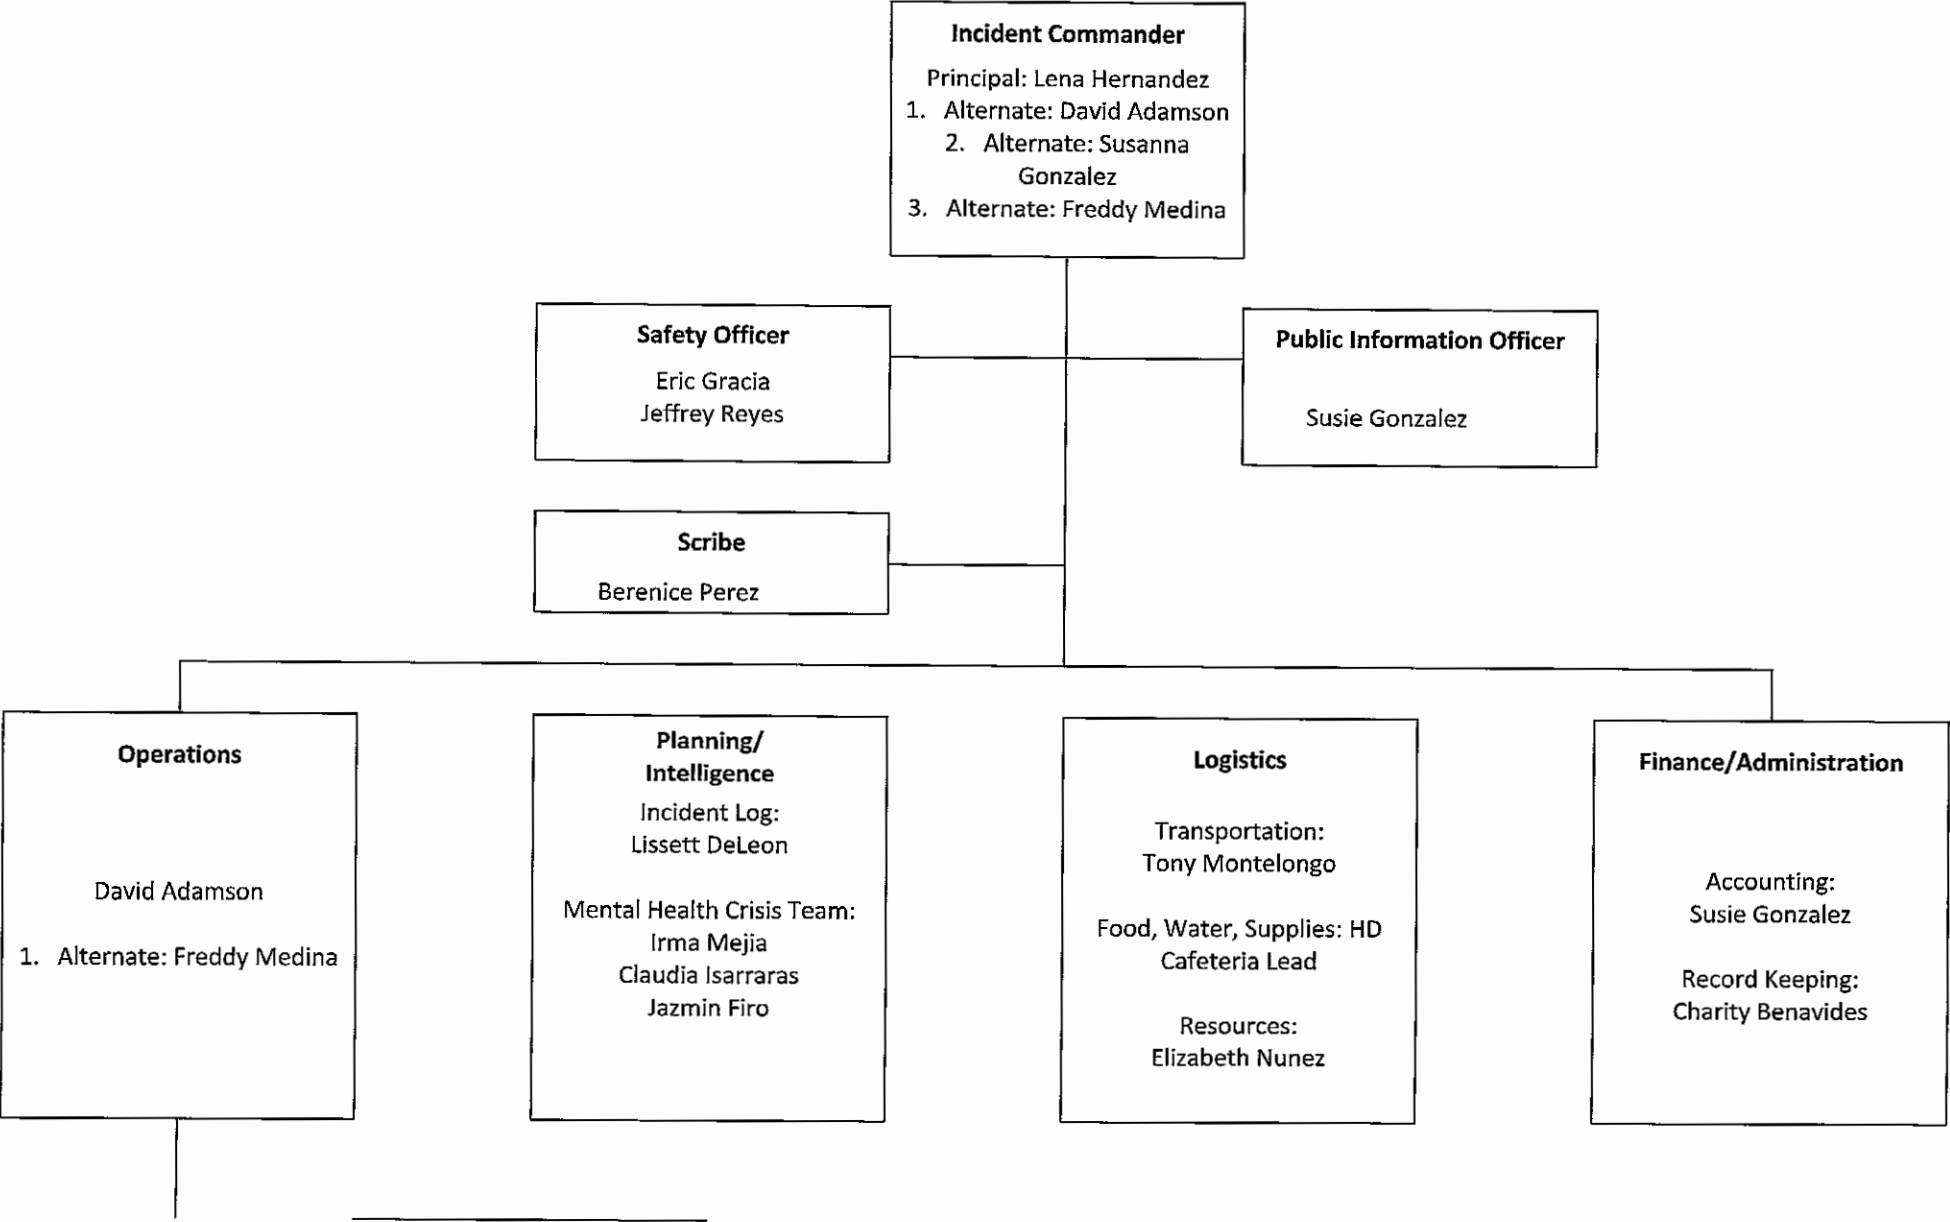 Incident Commander
Principal: Lena Hernandez
1. Alternate: David Adamson
2. Alternate: Susanna
Gonzalez
3. Alternate: Freddy Medina
Safety Officer
Eric Gracia
Jeffrey Reyes
Public Information Officer
Susie Gonzalez
Scribe
Berenice Perez
Operations
David Adamson
1. Alternate: Freddy Medina
Planning/
Intelligence
Incident Log:
Lissett DeLeon
Mental Health Crisis Team:
Irma Mejia
Claudia Isarraras
Jazmin Firo
Logistics
Transportation:
Tony Montelongo
Food, Water, Supplies: HD
Cafeteria Lead
Resources:
Elizabeth Nunez
Finance/Administration
Accounting:
Susie Gonzalez
Record Keeping:
Charity Benavides